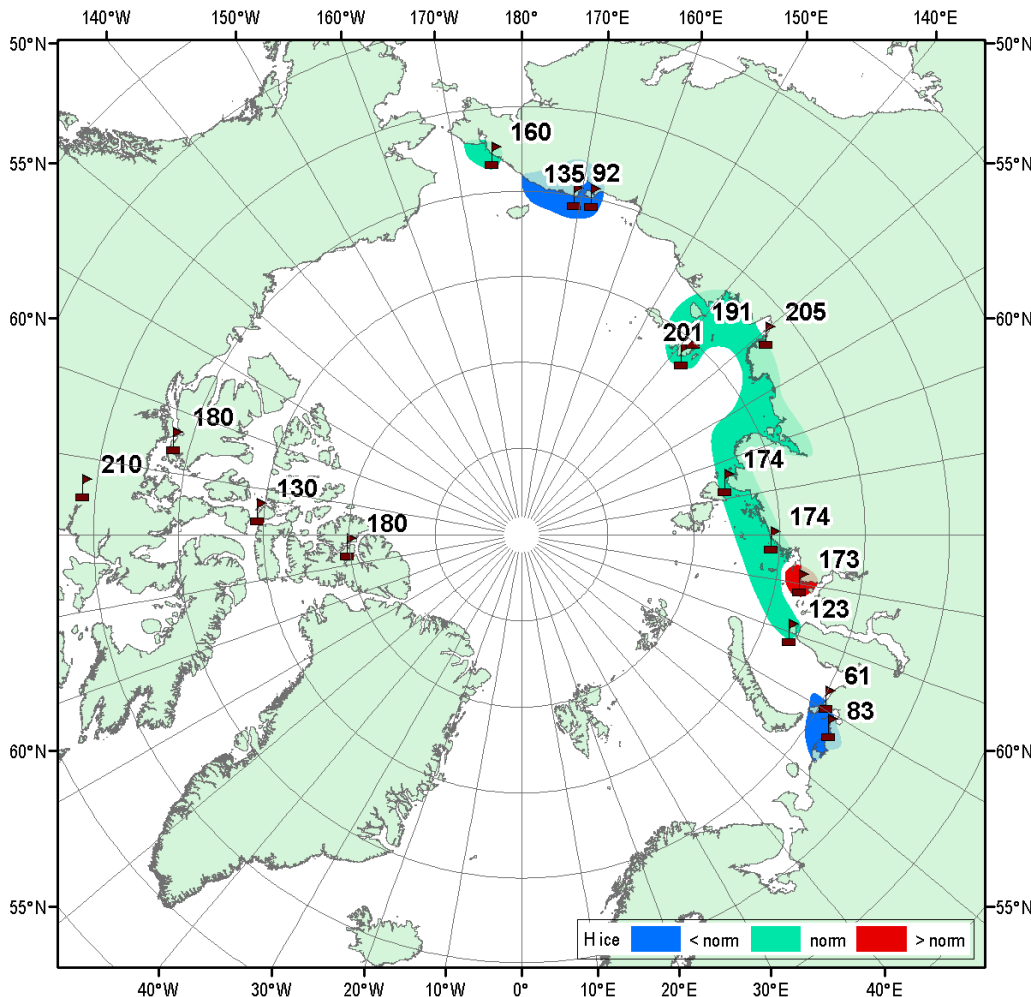 140°W 150°W 160°W 170°W 180° 170°E 160°E 150°E 140°E
50°N 50°N
160
55°N 135 92 55°N
60°N 191 205 60°N
201
180
210 174
130
180 174
173
123
61
83
60°N 60°N
55°N 55°N
H ice < norm norm > norm
40°W 30°W 20°W 10°W 0° 10°E 20°E 30°E 40°E